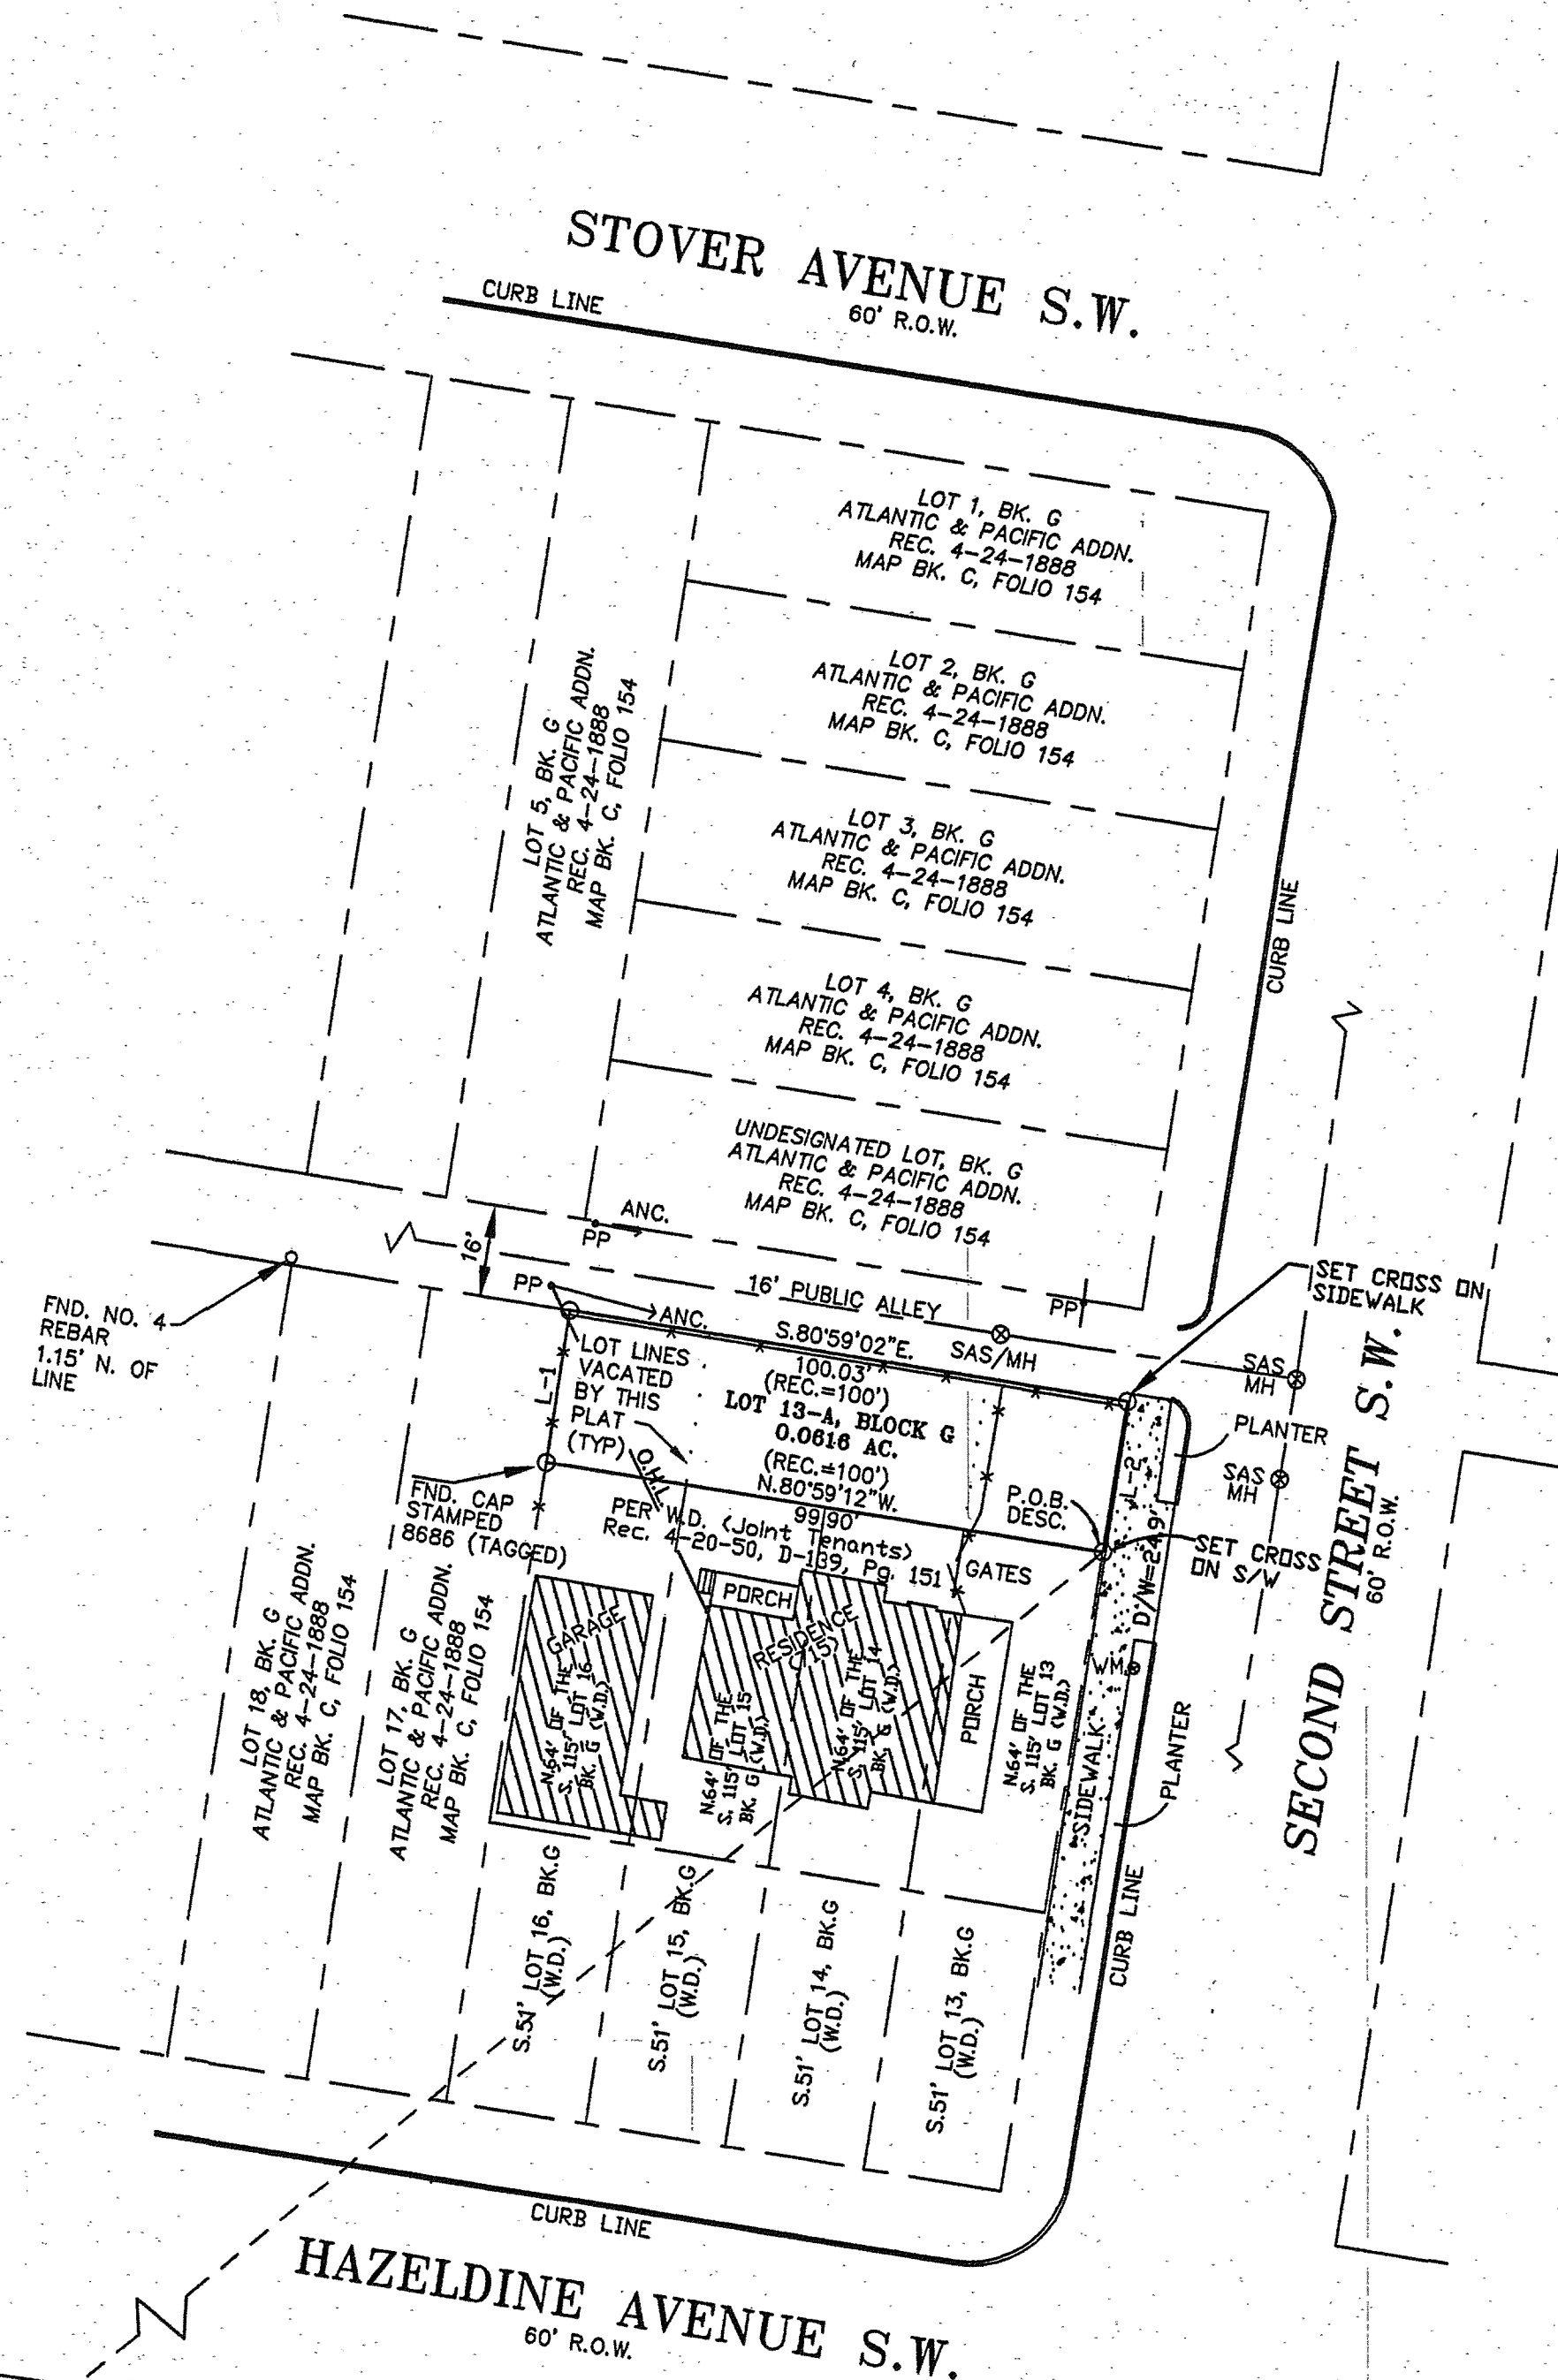 STOVER AVENUE S.W.
60' R.O.W.
CURB LINE
LOT 1, BK. G
ATLANTIC & PACIFIC ADDN.
REC. 4-24-1888
MAP BK. C, FOLIO 154
LOT 2, BK. G
ATLANTIC & PACIFIC ADDN.
REC. 4-24-1888
MAP BK. C, FOLIO 154
LOT 5, BK. G
ATLANTIC & PACIFIC ADDN.
REC. 4-24-1888
MAP BK. C, FOLIO 154
LOT 3, BK. G
ATLANTIC & PACIFIC ADDN.
REC. 4-24-1888
MAP BK. C, FOLIO 154
CURB LINE
LOT 4, BK. G
ATLANTIC & PACIFIC ADDN.
REC. 4-24-1888
MAP BK. C, FOLIO 154
UNDESIGNATED LOT, BK. G
ATLANTIC & PACIFIC ADDN.
REC. 4-24-1888
MAP BK. C, FOLIO 154
ANC.
PP
16'
PP
ANC.
16' PUBLIC ALLEY
PP
SET CROSS ON
SIDEWALK
FND. NO. 4
REBAR
1.15' N. OF
LINE
S.80°59'02"E.
100.03'
(REC.=100')
SAS/MH
SAS
MH
LOT LINES
VACATED
BY THIS
PLAT
(TYP)
L-1
LOT 13-A, BLOCK G
0.0616 AC.
(REC.=100')
N.80°59'12"W.
99.90'
PLANTER
L-2
SAS
MH
O.H.L.
P.O.B.
DESC.
FND. CAP
STAMPED
8686 (TAGGED)
PER W.D. (Joint Tenants)
Rec. 4-20-50, D-139, Pg. 151
GATES
D/W=24.9'
SET CROSS
ON S/W
SECOND STREET S.W.
60' R.O.W.
PORCH
GARAGE
RESIDENCE
(715)
PORCH
WM
SIDEWALK
PLANTER
LOT 18, BK. G
ATLANTIC & PACIFIC ADDN.
REC. 4-24-1888
MAP BK. C, FOLIO 154
LOT 17, BK. G
ATLANTIC & PACIFIC ADDN.
REC. 4-24-1888
MAP BK. C, FOLIO 154
N.64' OF THE
S. 115' LOT 16
BK. G (W.D.)
N.64' OF THE
S. 115' LOT 15
BK. G (W.D.)
N.64' OF THE
S. 115' LOT 14
BK. G (W.D.)
N.64' OF THE
S. 115' LOT 13
BK. G (W.D.)
S.51' LOT 16, BK.G
(W.D.)
S.51' LOT 15, BK.G
(W.D.)
S.51' LOT 14, BK.G
(W.D.)
S.51' LOT 13, BK.G
(W.D.)
CURB LINE
CURB LINE
HAZELDINE AVENUE S.W.
60' R.O.W.